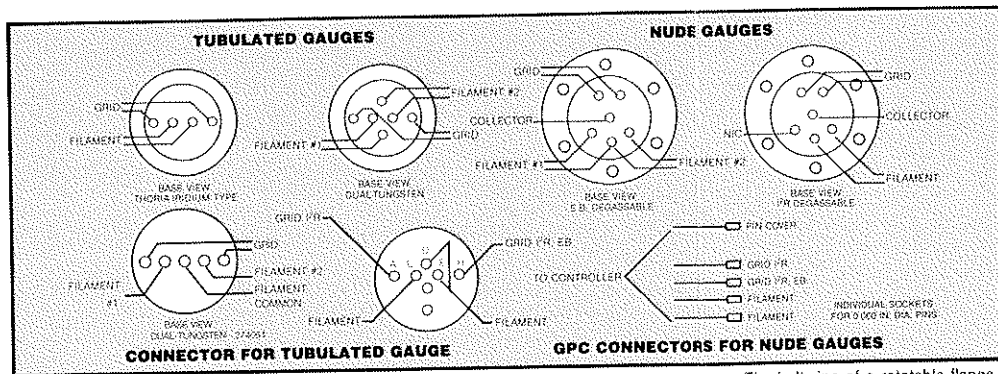 TUBULATED GAUGES
NUDE GAUGES
GRID
FILAMENT
BASE VIEW
THORIA IRIDIUM TYPE
FILAMENT #2
FILAMENT #1
GRID
BASE VIEW
DUAL TUNGSTEN
GRID
COLLECTOR
FILAMENT #1
FILAMENT #2
BASE VIEW
E.B. DEGASSABLE
GRID
COLLECTOR
N/C
FILAMENT
BASE VIEW
I²R DEGASSABLE
GRID
FILAMENT #2
FILAMENT
COMMON
FILAMENT
#1
BASE VIEW
DUAL TUNGSTEN -
GRID I²R
GRID I²R, EB
FILAMENT
FILAMENT
TO CONTROLLER
PIN COVER
GRID I²R
GRID I²R, EB
FILAMENT
FILAMENT
INDIVIDUAL SOCKETS
FOR IN. DIA. PINS
CONNECTOR FOR TUBULATED GAUGE
GPC CONNECTORS FOR NUDE GAUGES
of a rotatable flange